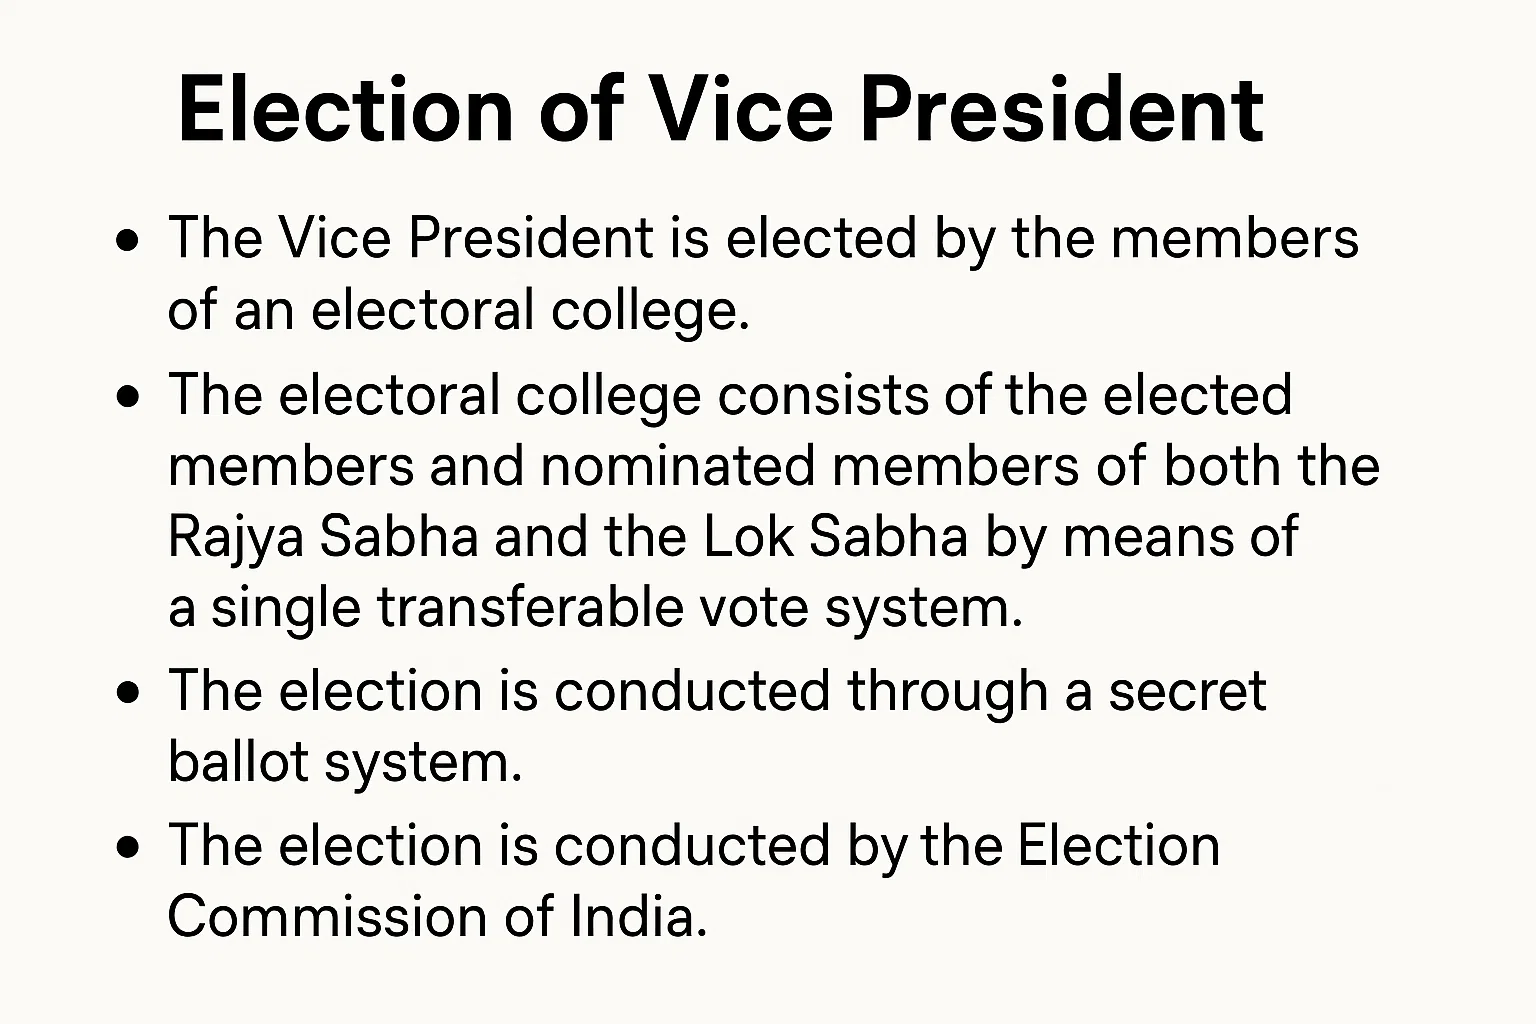 Election of Vice President
• The Vice President is elected by the members
of an electoral college.
• The electoral college consists of the elected
members and nominated members of both the
Rajya Sabha and the Lok Sabha by means of
a single transferable vote system.
• The election is conducted through a secret
ballot system.
• The election is conducted by the Election
Commission of India.